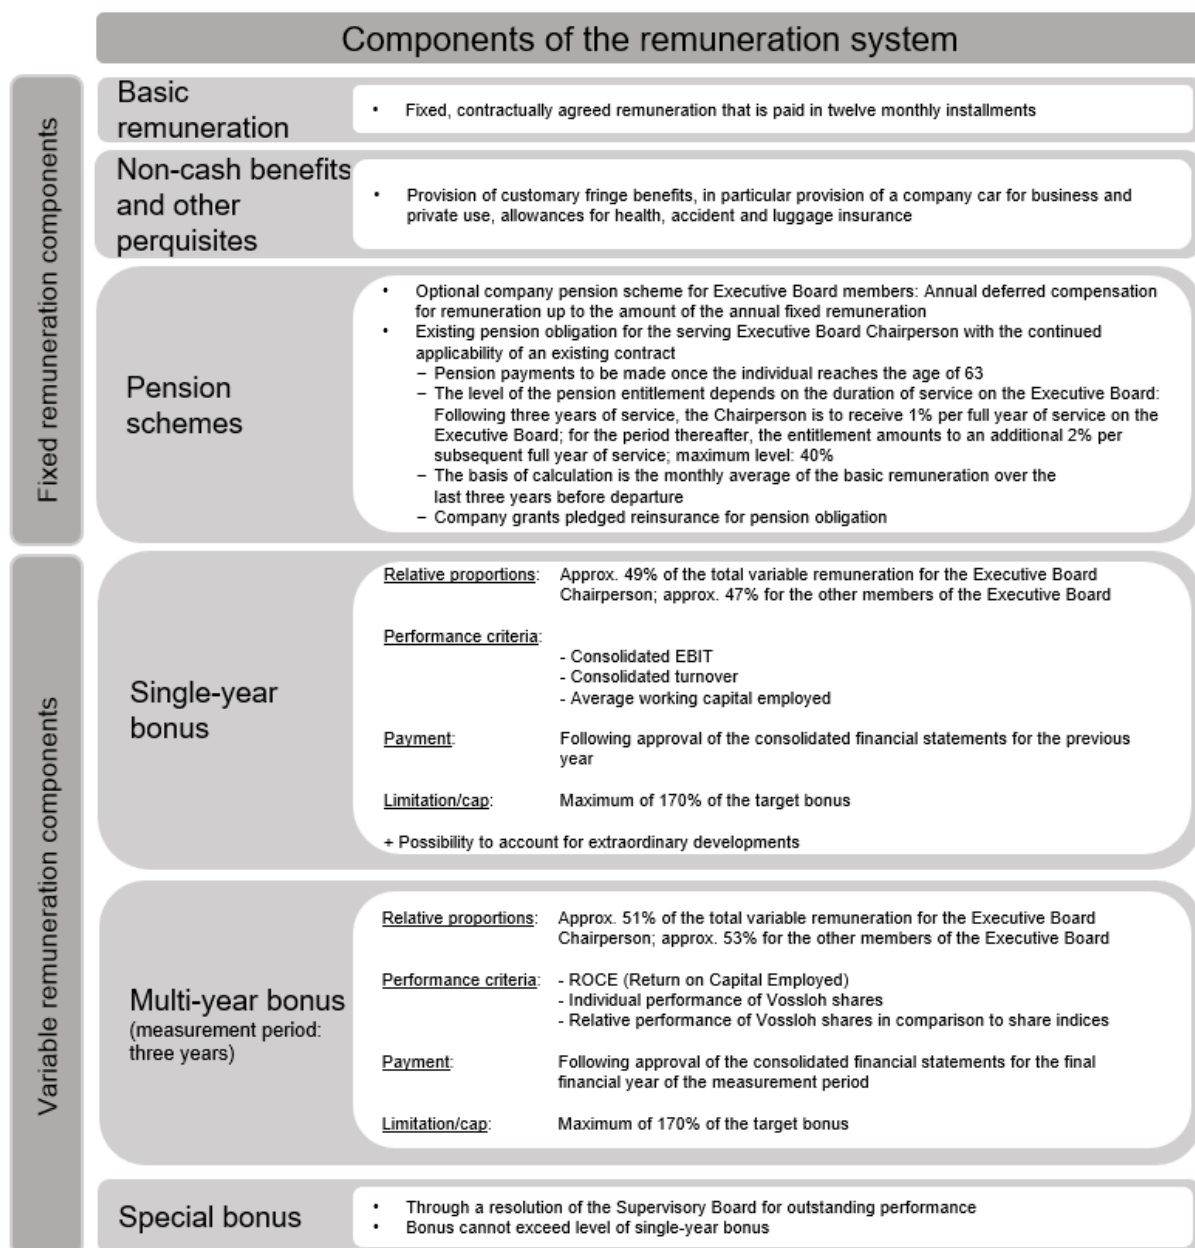 Components of the remuneration system
Fixed remuneration components
Basic
remuneration
• Fixed, contractually agreed remuneration that is paid in twelve monthly installments
Non-cash benefits
and other
perquisites
• Provision of customary fringe benefits, in particular provision of a company car for business and
private use, allowances for health, accident and luggage insurance
Pension
schemes
• Optional company pension scheme for Executive Board members: Annual deferred compensation
for remuneration up to the amount of the annual fixed remuneration
• Existing pension obligation for the serving Executive Board Chairperson with the continued
applicability of an existing contract
– Pension payments to be made once the individual reaches the age of 63
– The level of the pension entitlement depends on the duration of service on the Executive Board:
Following three years of service, the Chairperson is to receive 1% per full year of service on the
Executive Board; for the period thereafter, the entitlement amounts to an additional 2% per
subsequent full year of service; maximum level: 40%
– The basis of calculation is the monthly average of the basic remuneration over the
last three years before departure
– Company grants pledged reinsurance for pension obligation
Variable remuneration components
Single-year
bonus
Relative proportions: Approx. 49% of the total variable remuneration for the Executive Board
Chairperson; approx. 47% for the other members of the Executive Board
Performance criteria:
- Consolidated EBIT
- Consolidated turnover
- Average working capital employed
Payment: Following approval of the consolidated financial statements for the previous
year
Limitation/cap: Maximum of 170% of the target bonus
+ Possibility to account for extraordinary developments
Multi-year bonus
(measurement period:
three years)
Relative proportions: Approx. 51% of the total variable remuneration for the Executive Board
Chairperson; approx. 53% for the other members of the Executive Board
Performance criteria: - ROCE (Return on Capital Employed)
- Individual performance of Vossloh shares
- Relative performance of Vossloh shares in comparison to share indices
Payment: Following approval of the consolidated financial statements for the final
financial year of the measurement period
Limitation/cap: Maximum of 170% of the target bonus
Special bonus
• Through a resolution of the Supervisory Board for outstanding performance
• Bonus cannot exceed level of single-year bonus